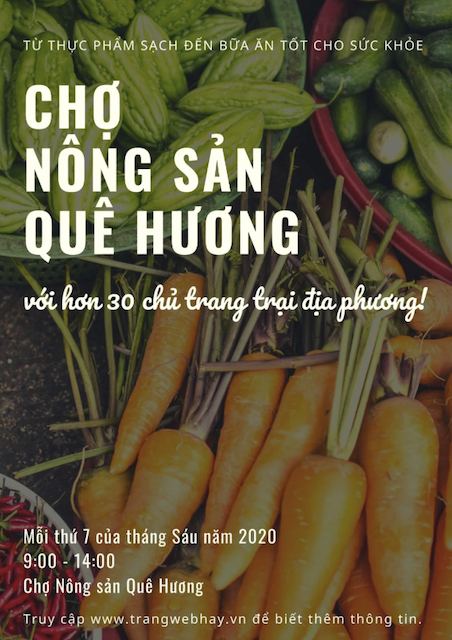 TỪ THỰC PHẨM SẠCH ĐẾN BỮA ĂN TỐT CHO SỨC KHỎE
CHỢ
NÔNG SẢN
QUÊ HƯƠNG
với hơn 30 chủ trang trại địa phương!
Mỗi thứ 7 của tháng Sáu năm 2020
9:00 - 14:00
Chợ Nông sản Quê Hương
Truy cập www.trangwebhay.vn để biết thêm thông tin.